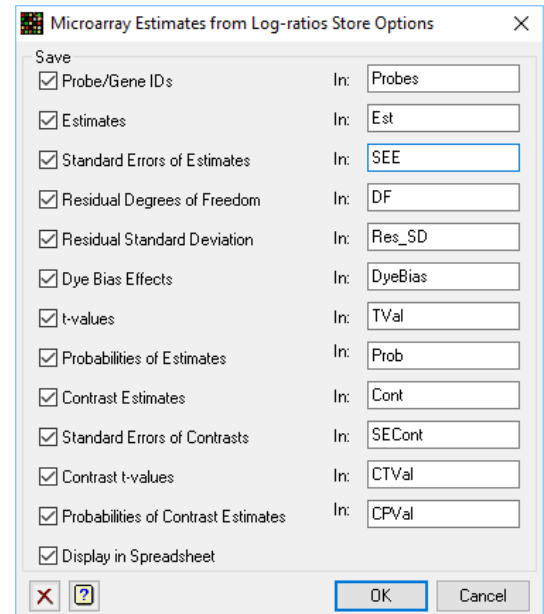 Microarray Estimates from Log-ratios Store Options
Save
Probe/Gene IDs In: Probes
Estimates In: Est
Standard Errors of Estimates In: SEE
Residual Degrees of Freedom In: DF
Residual Standard Deviation In: Res_SD
Dye Bias Effects In: DyeBias
t-values In: TVal
Probabilities of Estimates In: Prob
Contrast Estimates In: Cont
Standard Errors of Contrasts In: SECont
Contrast t-values In: CTVal
Probabilities of Contrast Estimates In: CPVal
Display in Spreadsheet
? OK Cancel